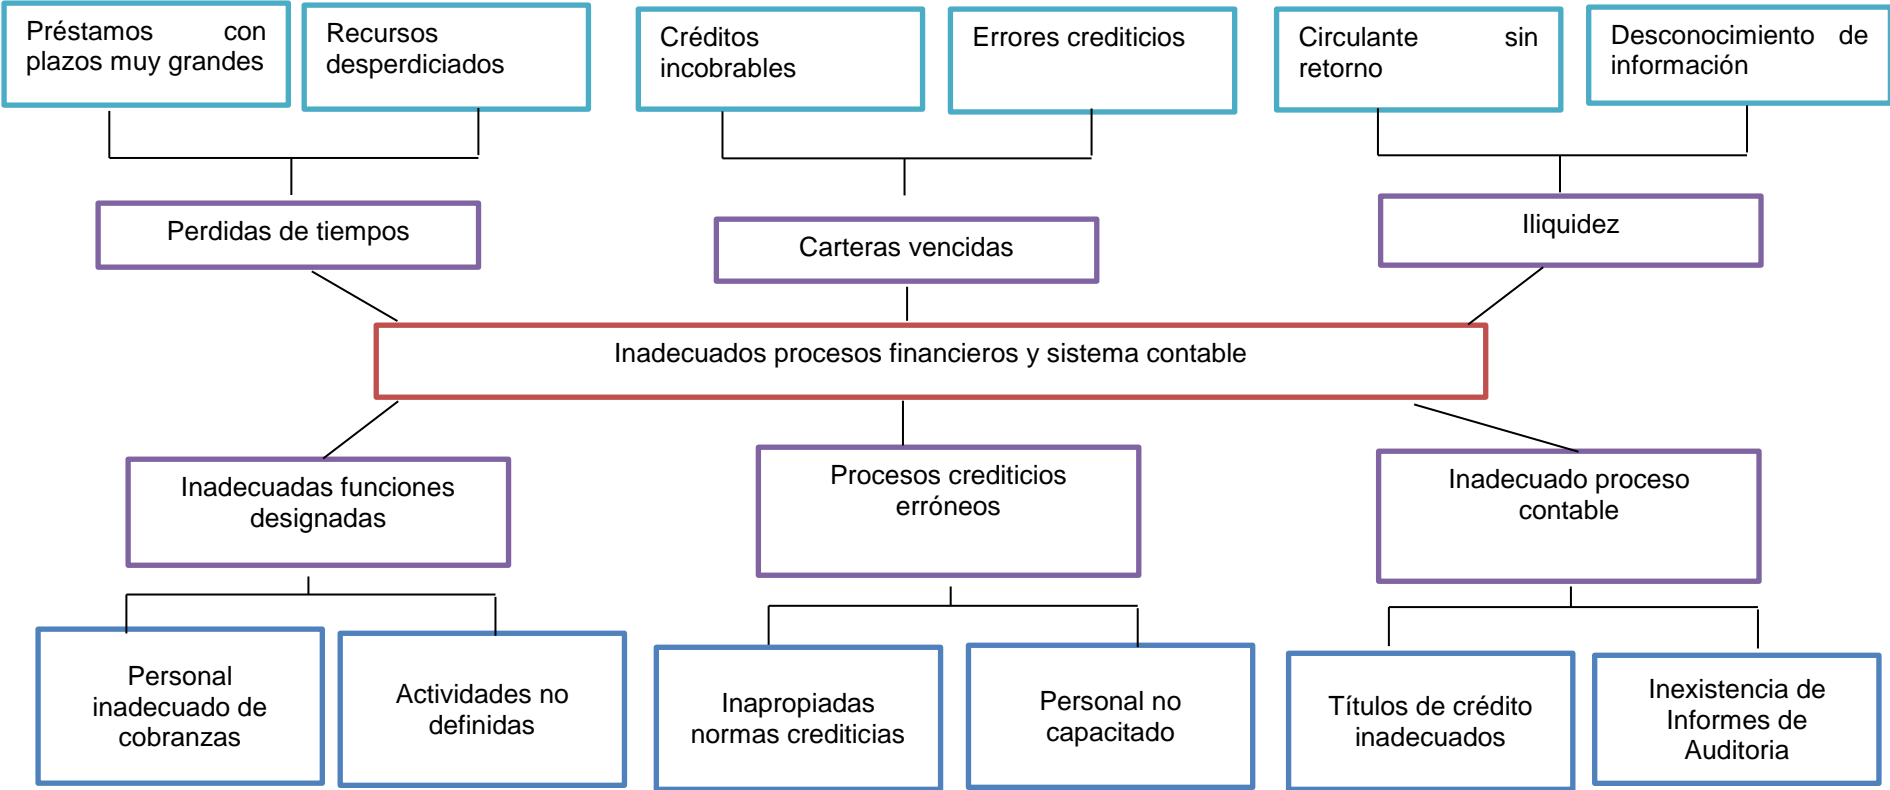 Préstamos con
plazos muy grandes
Recursos
desperdiciados
Créditos
incobrables
Errores crediticios
Circulante sin
retorno
Desconocimiento de
información
Perdidas de tiempos
Carteras vencidas
Iliquidez
Inadecuados procesos financieros y sistema contable
Inadecuadas funciones
designadas
Procesos crediticios
erróneos
Inadecuado proceso
contable
Personal
inadecuado de
cobranzas
Actividades no
definidas
Inapropiadas
normas crediticias
Personal no
capacitado
Títulos de crédito
inadecuados
Inexistencia de
Informes de
Auditoria